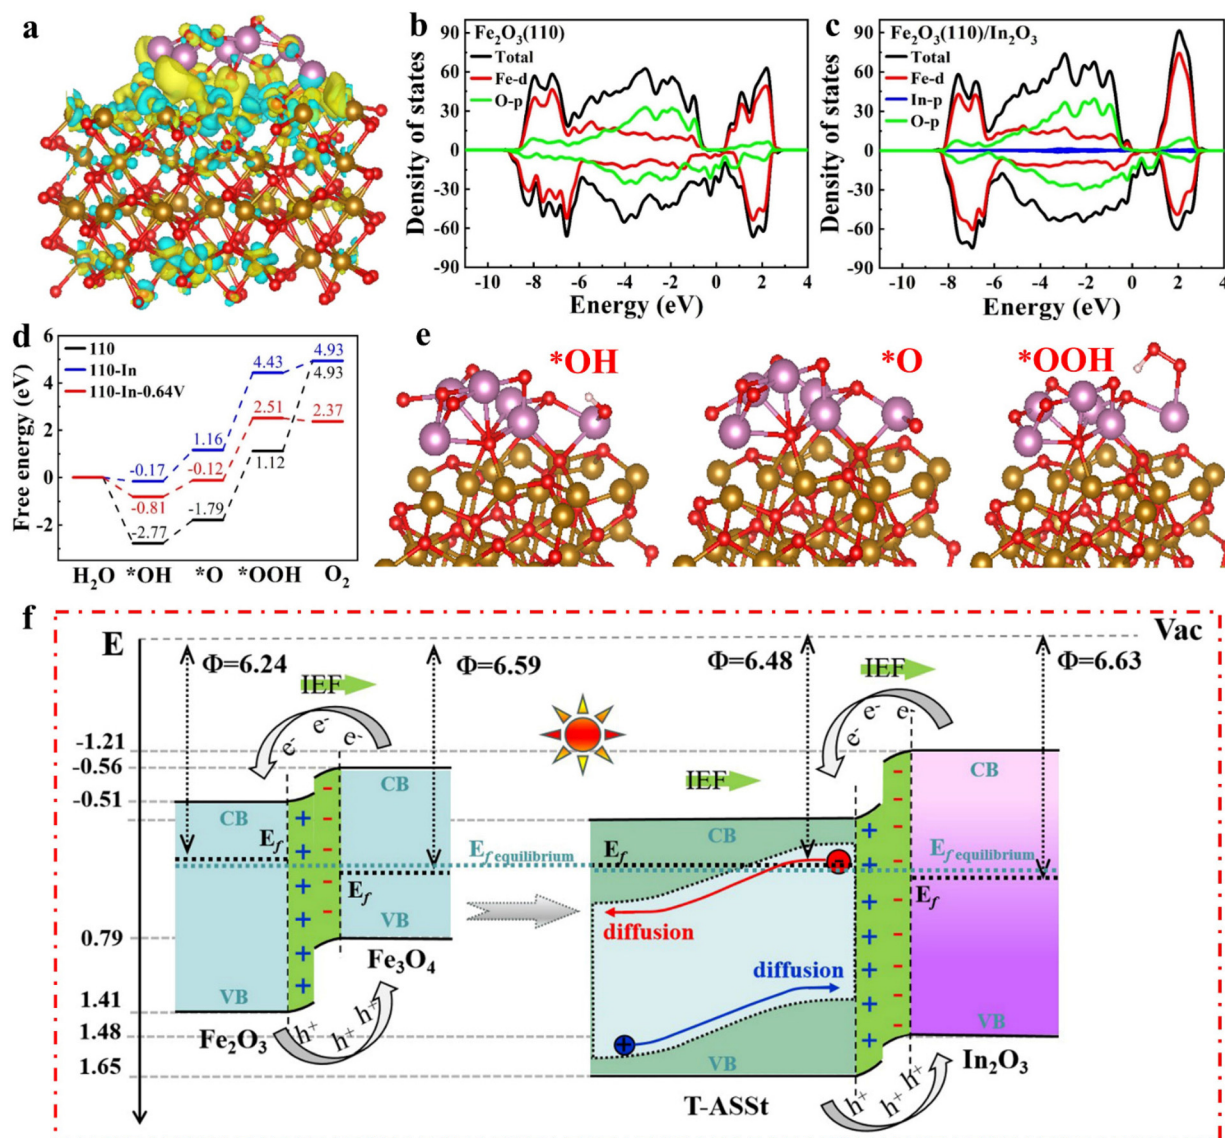 a
b
Fe2O3(110)
Total
Fe-d
O-p
Density of states
90
60
30
0
-30
-60
-90
-10 -8 -6 -4 -2 0 2 4
Energy (eV)
c
Fe2O3(110)/In2O3
Total
Fe-d
In-p
O-p
Density of states
90
60
30
0
-30
-60
-90
-10 -8 -6 -4 -2 0 2 4
Energy (eV)
d
110
110-In
110-In-0.64V
Free energy (eV)
6
4
2
0
-2
4.43
4.93
4.93
2.51
2.37
1.16
1.12
-0.17
-0.12
-0.81
-1.79
-2.77
H2O *OH *O *OOH O2
e
*OH
*O
*OOH
f
E
Vac
Φ=6.24
Φ=6.59
Φ=6.48
Φ=6.63
IEF
IEF
IEF
e- e- e-
e- e-
-1.21
-0.56
-0.51
0.79
1.41
1.48
1.65
CB
CB
CB
CB
Ef
Ef
Ef
Ef
Ef equilibrium
Ef equilibrium
diffusion
diffusion
VB
VB
VB
VB
Fe2O3
Fe3O4
T-ASSt
In2O3
h+ h+ h+
h+ h+ h+